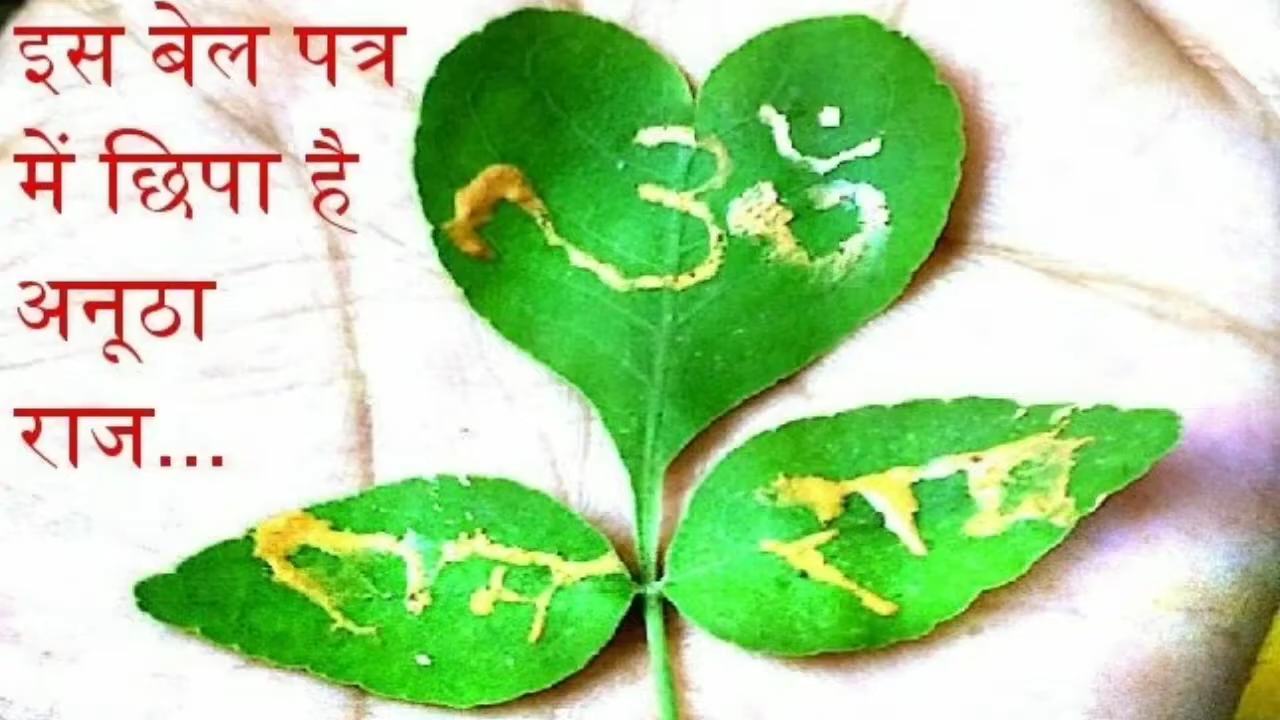 इस बेल पत्र
में छिपा है
अनूठा
राज...
ॐ